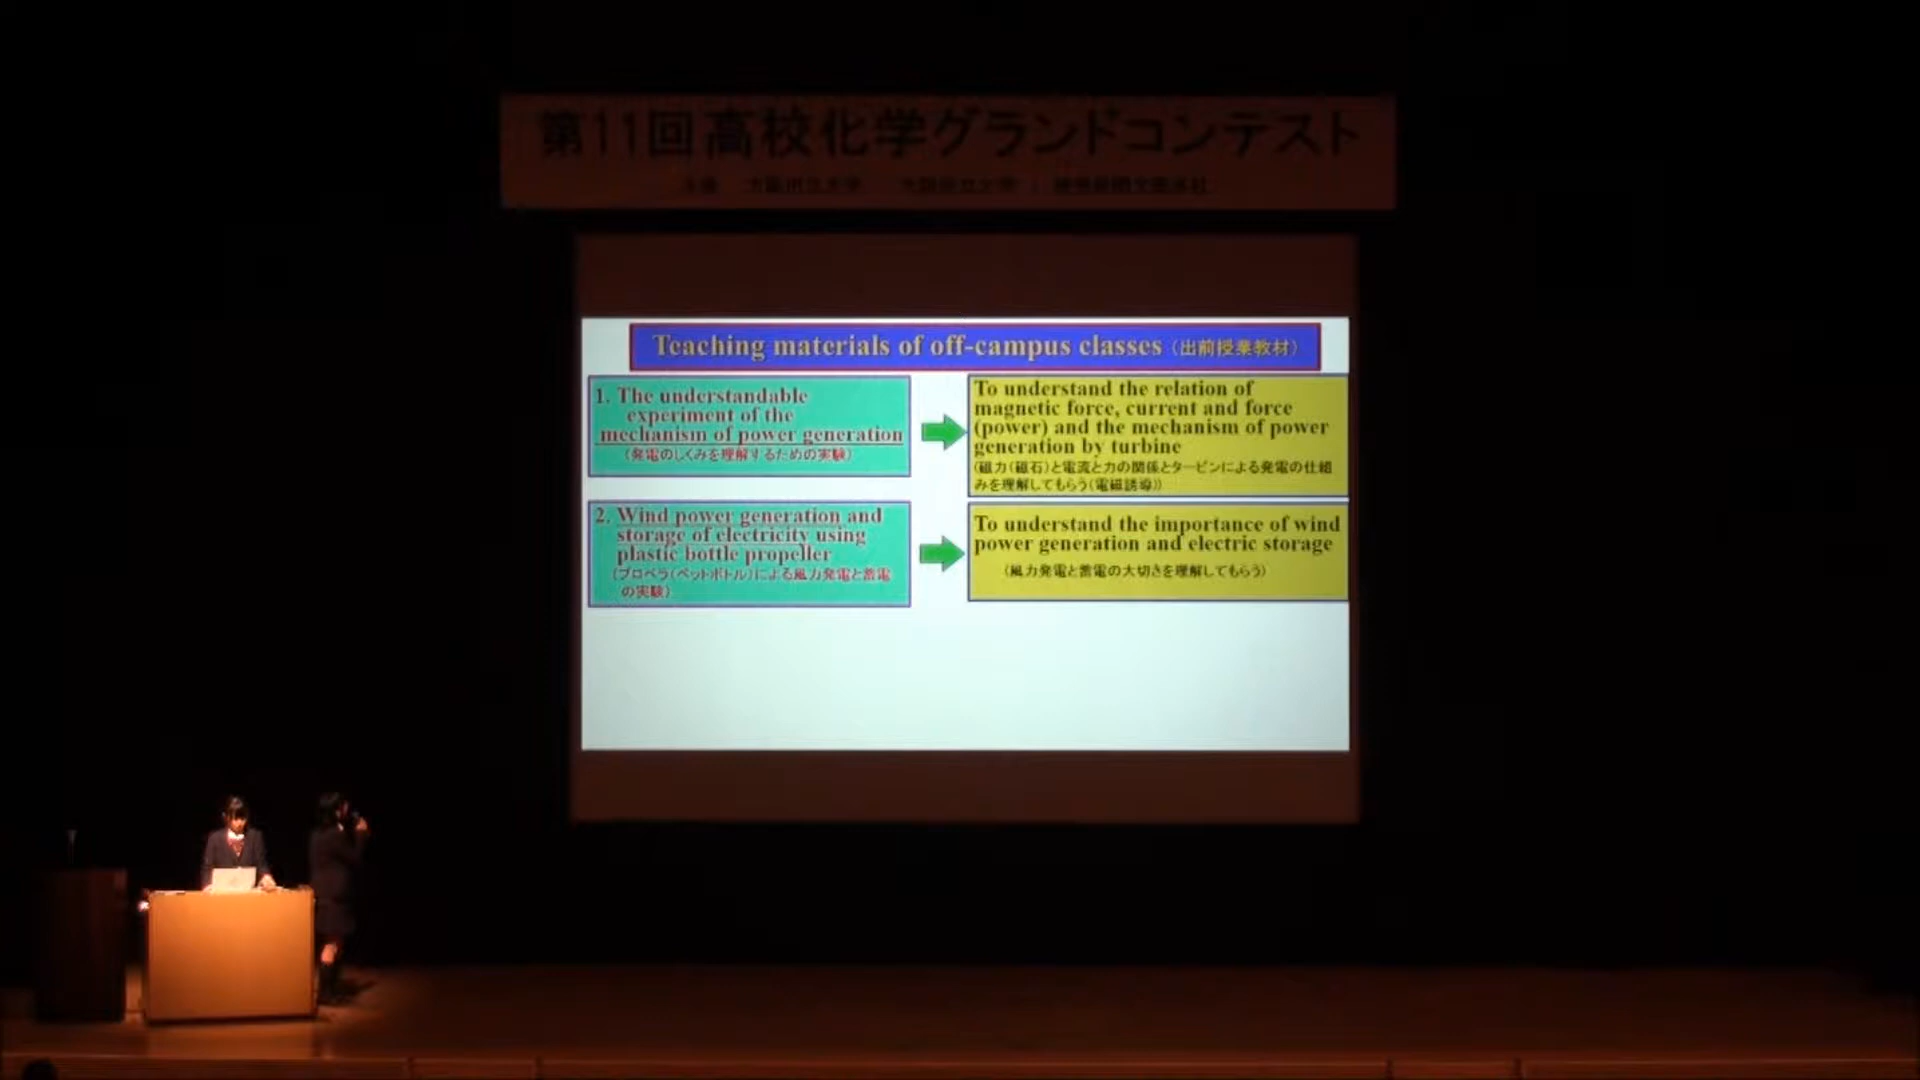 第11回高校化学グランドコンテスト
Teaching materials of off-campus classes (出前授業教材)
1. The understandable
experiment of the
mechanism of power generation
(発電のしくみを理解するための実験)
To understand the relation of
magnetic force, current and force
(power) and the mechanism of power
generation by turbine
(磁力(磁石)と電流と力の関係とタービンによる発電の仕組
みを理解してもらう(電磁誘導))
2. Wind power generation and
storage of electricity using
plastic bottle propeller
(プロペラ(ペットボトル)による風力発電と蓄電
の実験)
To understand the importance of wind
power generation and electric storage
(風力発電と蓄電の大切さを理解してもらう)